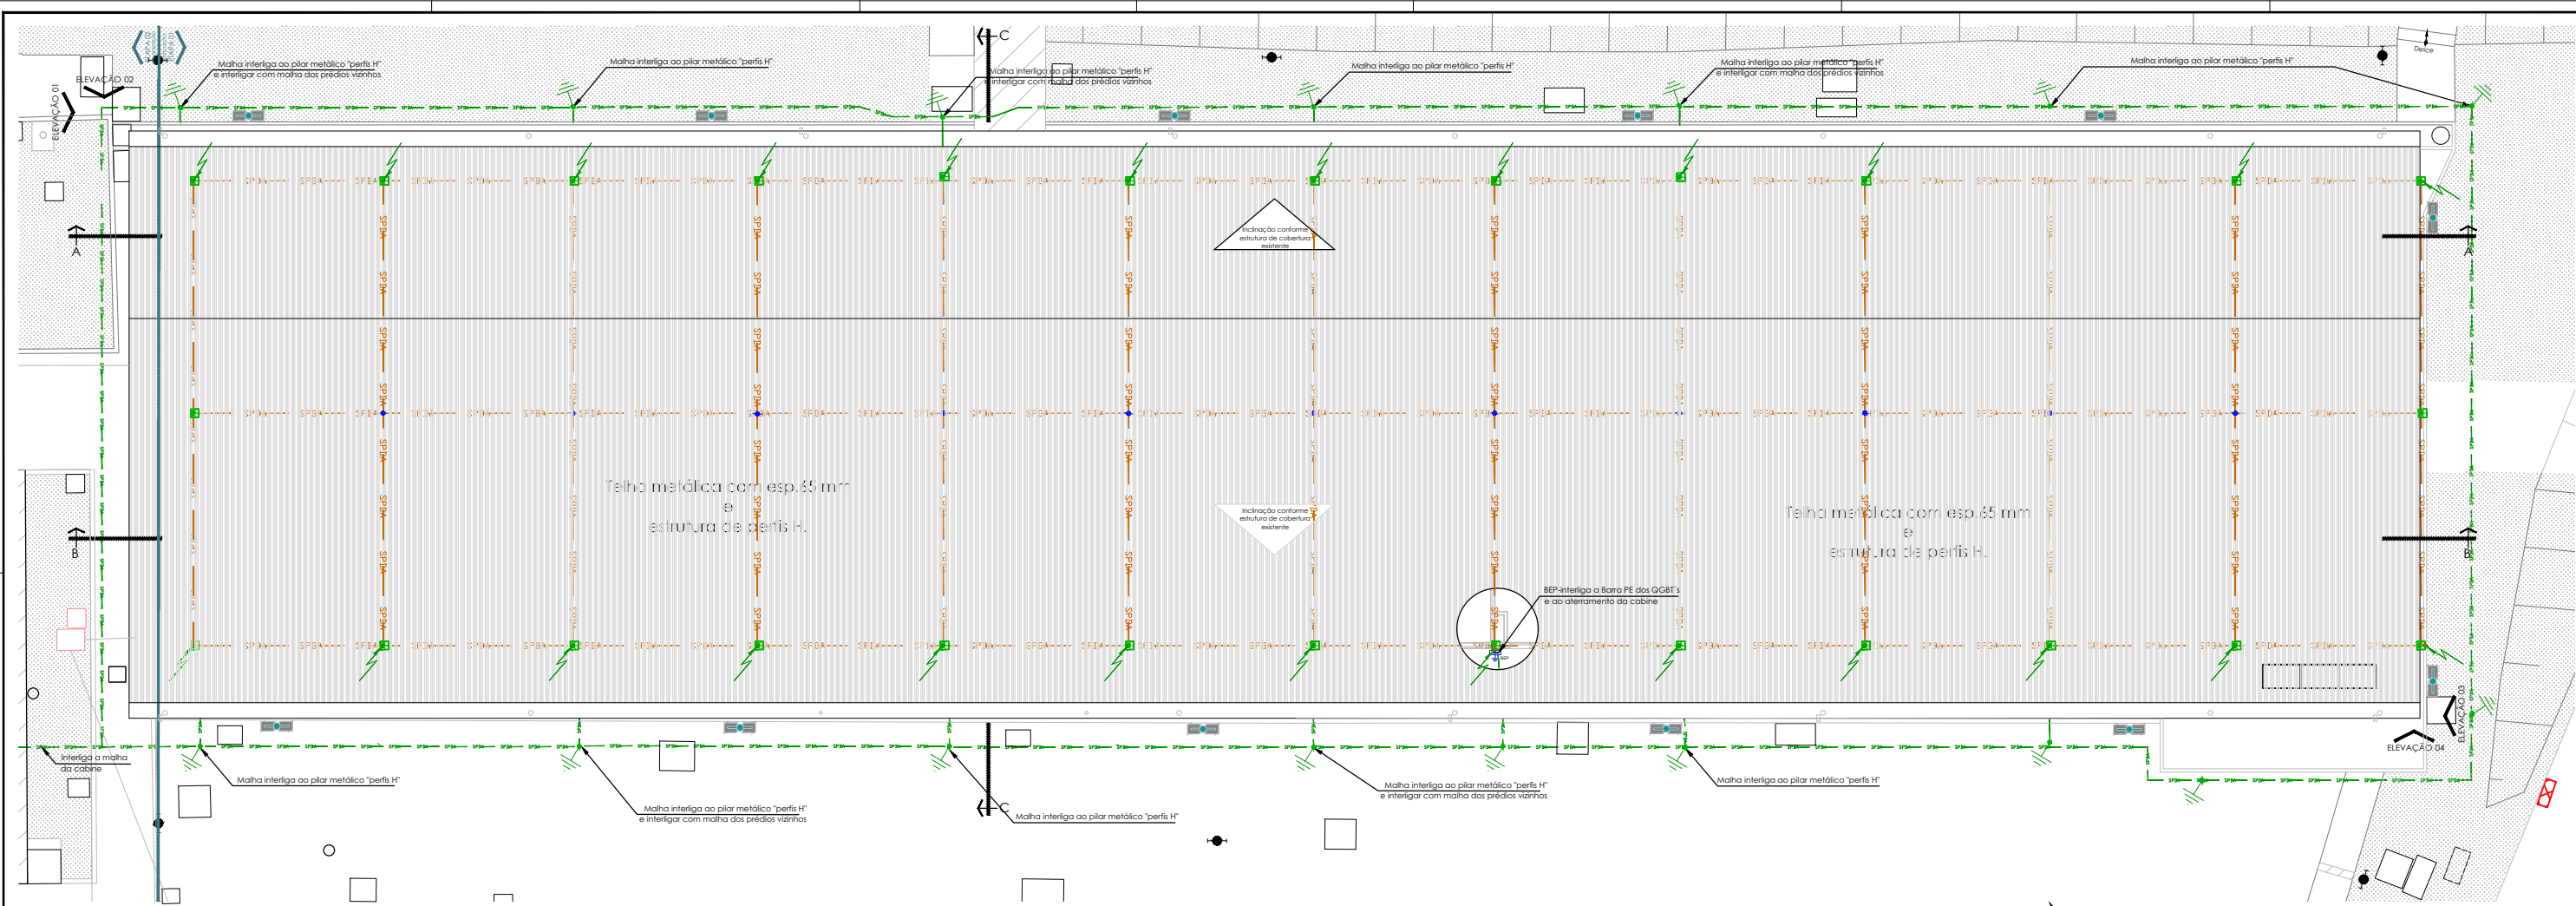 ETAPA 02
ETAPA 01
ELEVAÇÃO 02
ELEVAÇÃO 01
Malha interliga ao pilar metálico "perfis H"
e interligar com malha dos prédios vizinhos
Malha interliga ao pilar metálico "perfis H"
C
Malha interliga ao pilar metálico "perfis H"
e interligar com malha dos prédios vizinhos
Malha interliga ao pilar metálico "perfis H"
Malha interliga ao pilar metálico "perfis H"
e interligar com malha dos prédios vizinhos
Malha interliga ao pilar metálico "perfis H"
Desce
SPDA
A
A
Inclinação conforme
estrutura de cobertura
existente
Telha metálica com esp.65 mm
e
estrutura de perfis H.
Inclinação conforme
estrutura de cobertura
existente
Telha metálica com esp.65 mm
e
estrutura de perfis H.
B
B
BEP-interliga a Barra PE dos QGBT's
e ao aterramento da cabine
BEP
ELEVAÇÃO 03
ELEVAÇÃO 04
Interliga a malha
da cabine
Malha interliga ao pilar metálico "perfis H"
Malha interliga ao pilar metálico "perfis H"
e interligar com malha dos prédios vizinhos
C
Malha interliga ao pilar metálico "perfis H"
Malha interliga ao pilar metálico "perfis H"
e interligar com malha dos prédios vizinhos
Malha interliga ao pilar metálico "perfis H"